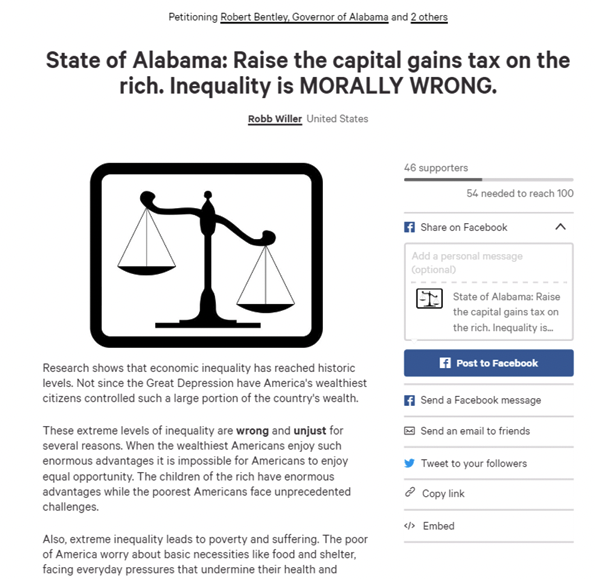 Petitioning Robert Bentley, Governor of Alabama and 2 others
State of Alabama: Raise the capital gains tax on the
rich. Inequality is MORALLY WRONG.
Robb Willer United States
46 supporters
54 needed to reach 100
Share on Facebook
Add a personal message
(optional)
State of Alabama: Raise
the capital gains tax on
the rich. Inequality is...
Post to Facebook
Send a Facebook message
Send an email to friends
Tweet to your followers
Copy link
Embed
Research shows that economic inequality has reached historic
levels. Not since the Great Depression have America's wealthiest
citizens controlled such a large portion of the country's wealth.
These extreme levels of inequality are wrong and unjust for
several reasons. When the wealthiest Americans enjoy such
enormous advantages it is impossible for Americans to enjoy
equal opportunity. The children of the rich have enormous
advantages while the poorest Americans face unprecedented
challenges.
Also, extreme inequality leads to poverty and suffering. The poor
of America worry about basic necessities like food and shelter,
facing everyday pressures that undermine their health and